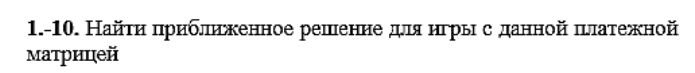 1.-10. Найти приближенное решение для игры с данной платежной
матрицей